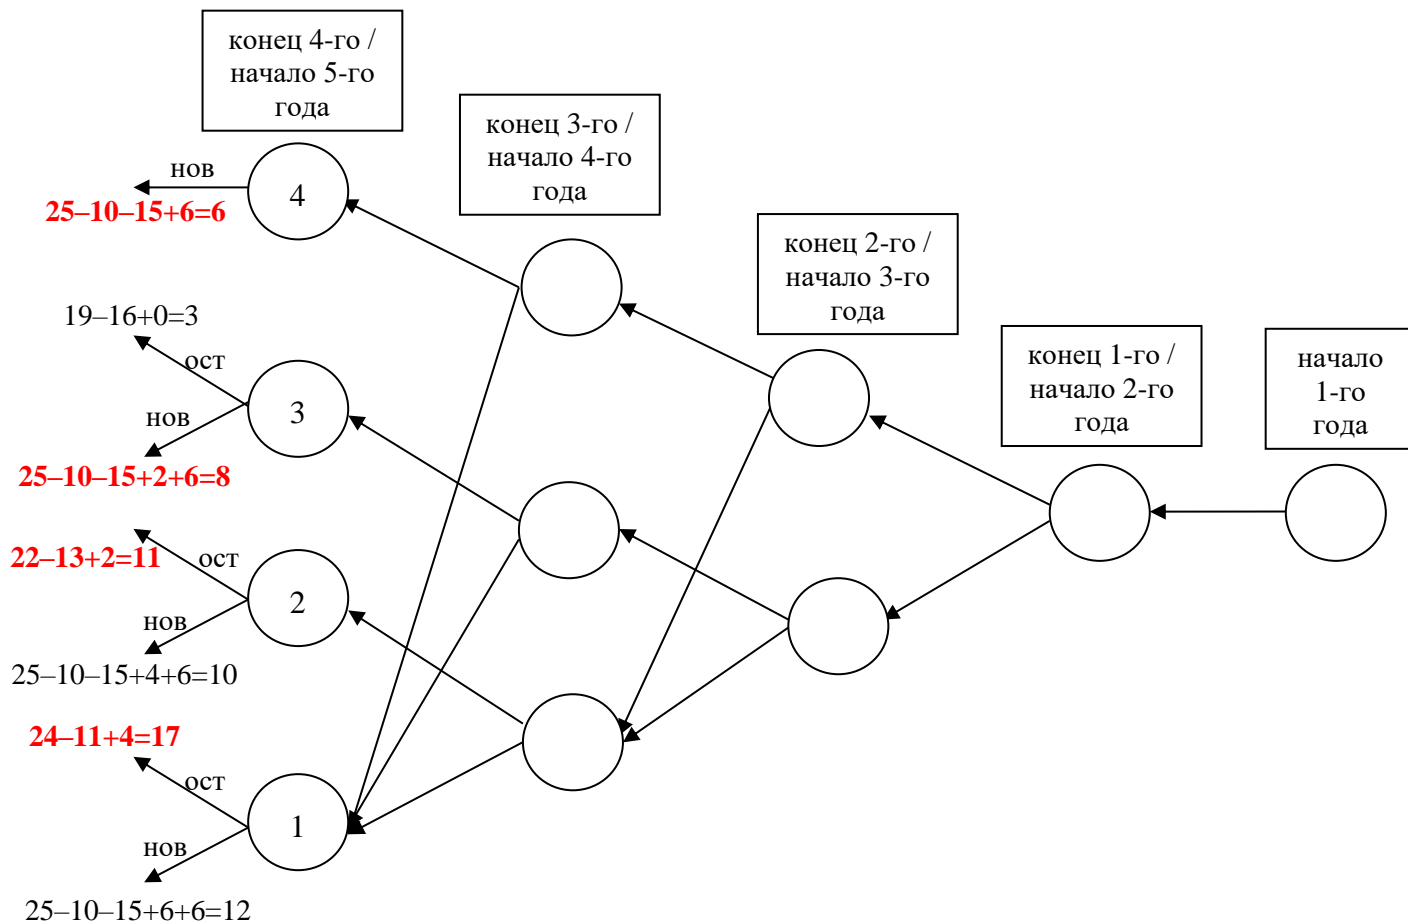 конец 4-го /
начало 5-го
года
конец 3-го /
начало 4-го
года
конец 2-го /
начало 3-го
года
конец 1-го /
начало 2-го
года
начало
1-го
года
нов
4
25–10–15+6=6
19–16+0=3
ост
3
нов
25–10–15+2+6=8
22–13+2=11
ост
2
нов
25–10–15+4+6=10
24–11+4=17
ост
1
нов
25–10–15+6+6=12